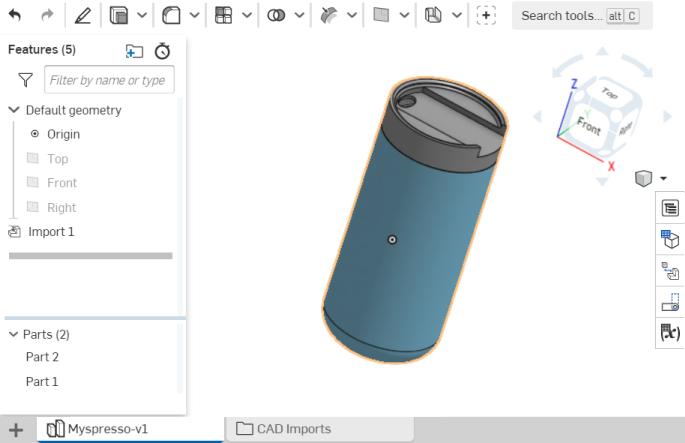 Search tools... alt C
Features (5)
Filter by name or type
Default geometry
Origin
Top
Front
Right
Import 1
Parts (2)
Part 2
Part 1
Z
Top
Front
Right
X
(x)
Myspresso-v1
CAD Imports